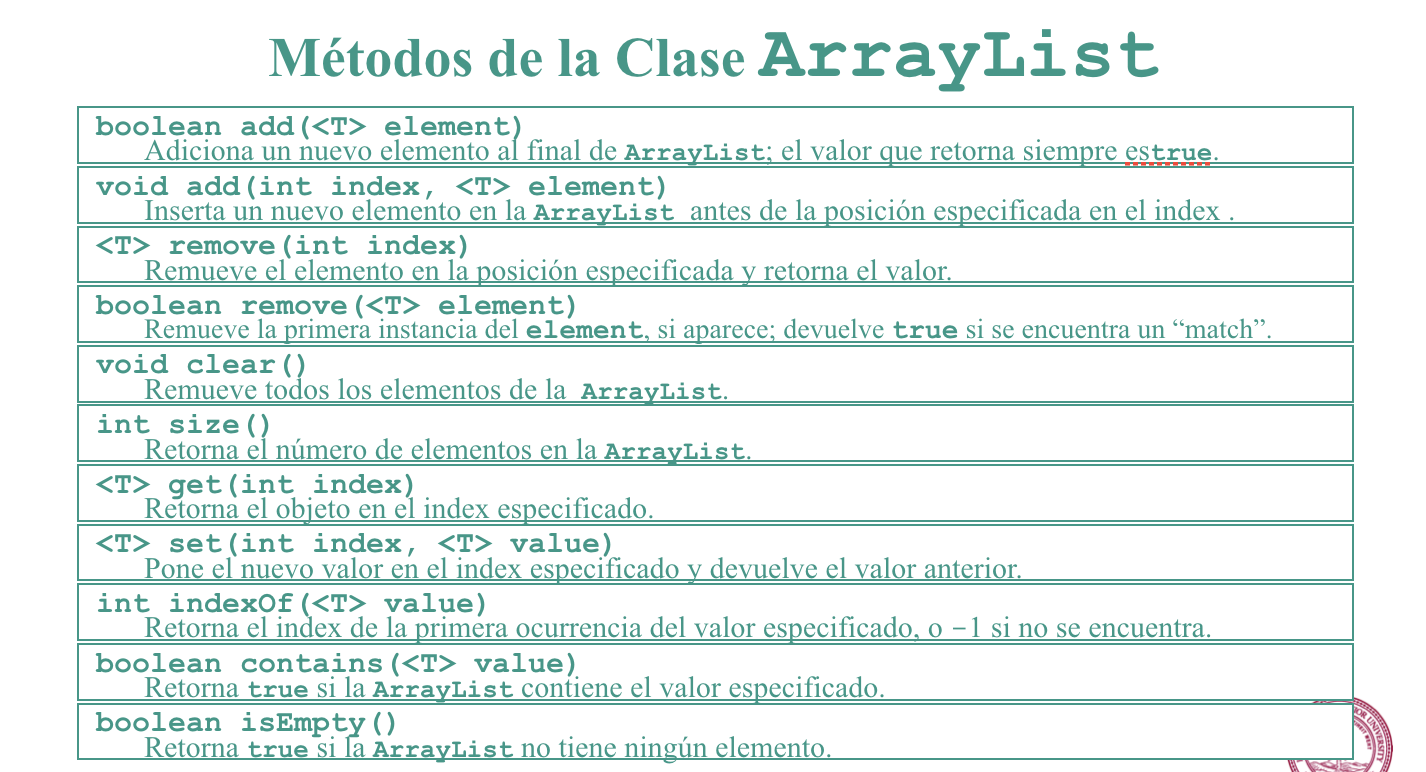 Métodos de la Clase ArrayList
boolean add(<T> element)
Adiciona un nuevo elemento al final de ArrayList; el valor que retorna siempre estrue.
void add(int index, <T> element)
Inserta un nuevo elemento en la ArrayList antes de la posición especificada en el index .
<T> remove(int index)
Remueve el elemento en la posición especificada y retorna el valor.
boolean remove(<T> element)
Remueve la primera instancia del element, si aparece; devuelve true si se encuentra un “match”.
void clear()
Remueve todos los elementos de la ArrayList.
int size()
Retorna el número de elementos en la ArrayList.
<T> get(int index)
Retorna el objeto en el index especificado.
<T> set(int index, <T> value)
Pone el nuevo valor en el index especificado y devuelve el valor anterior.
int indexOf(<T> value)
Retorna el index de la primera ocurrencia del valor especificado, o −1 si no se encuentra.
boolean contains(<T> value)
Retorna true si la ArrayList contiene el valor especificado.
boolean isEmpty()
Retorna true si la ArrayList no tiene ningún elemento.